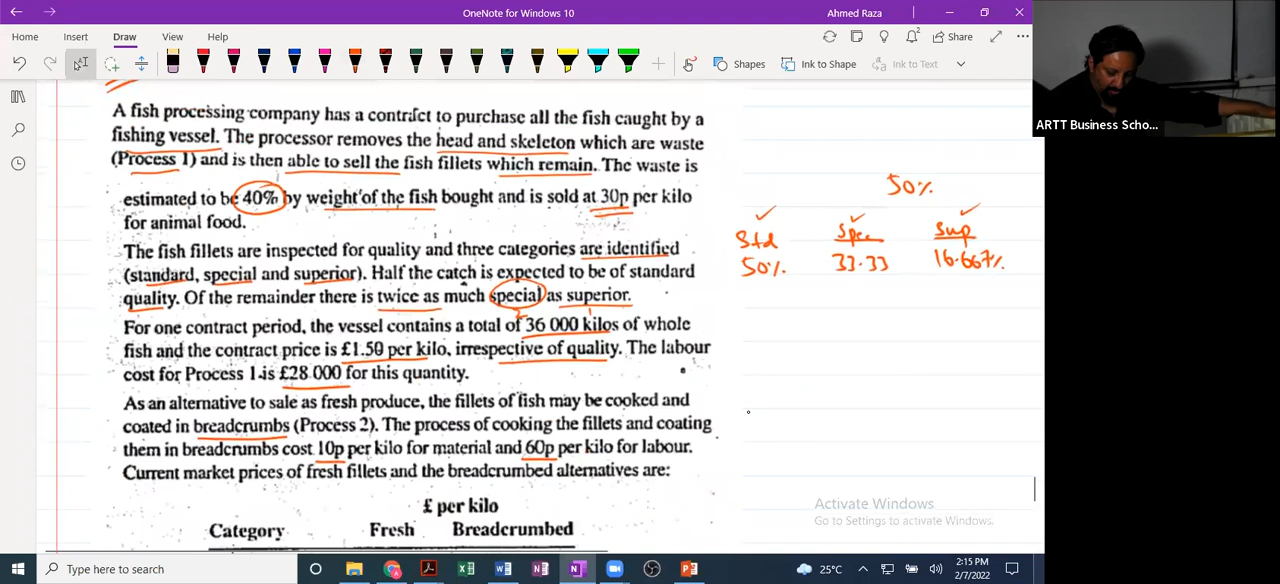 OneNote for Windows 10
Ahmed Raza
Home Insert Draw View Help
Share
Shapes
Ink to Shape
Ink to Text
ARTT Business Scho...
A fish processing company has a contract to purchase all the fish caught by a
fishing vessel. The processor removes the head and skeleton which are waste
(Process 1) and is then able to sell the fish fillets which remain. The waste is
estimated to be 40% by weight of the fish bought and is sold at 30p per kilo
for animal food.
The fish fillets are inspected for quality and three categories are identified
(standard, special and superior). Half the catch is expected to be of standard
quality. Of the remainder there is twice as much special as superior.
2 1
For one contract period, the vessel contains a total of 36 000 kilos of whole
fish and the contract price is £1.50 per kilo, irrespective of quality. The labour
cost for Process 1 is £28 000 for this quantity.
As an alternative to sale as fresh produce, the fillets of fish may be cooked and
coated in breadcrumbs (Process 2). The process of cooking the fillets and coating
them in breadcrumbs cost 10p per kilo for material and 60p per kilo for labour.
Current market prices of fresh fillets and the breadcrumbed alternatives are:
£ per kilo
Category Fresh Breadcrumbed
50%
Std Spec Sup
50% 33.33 16.667%
Activate Windows
Go to Settings to activate Windows.
Type here to search
25°C
2:15 PM
2/7/2022